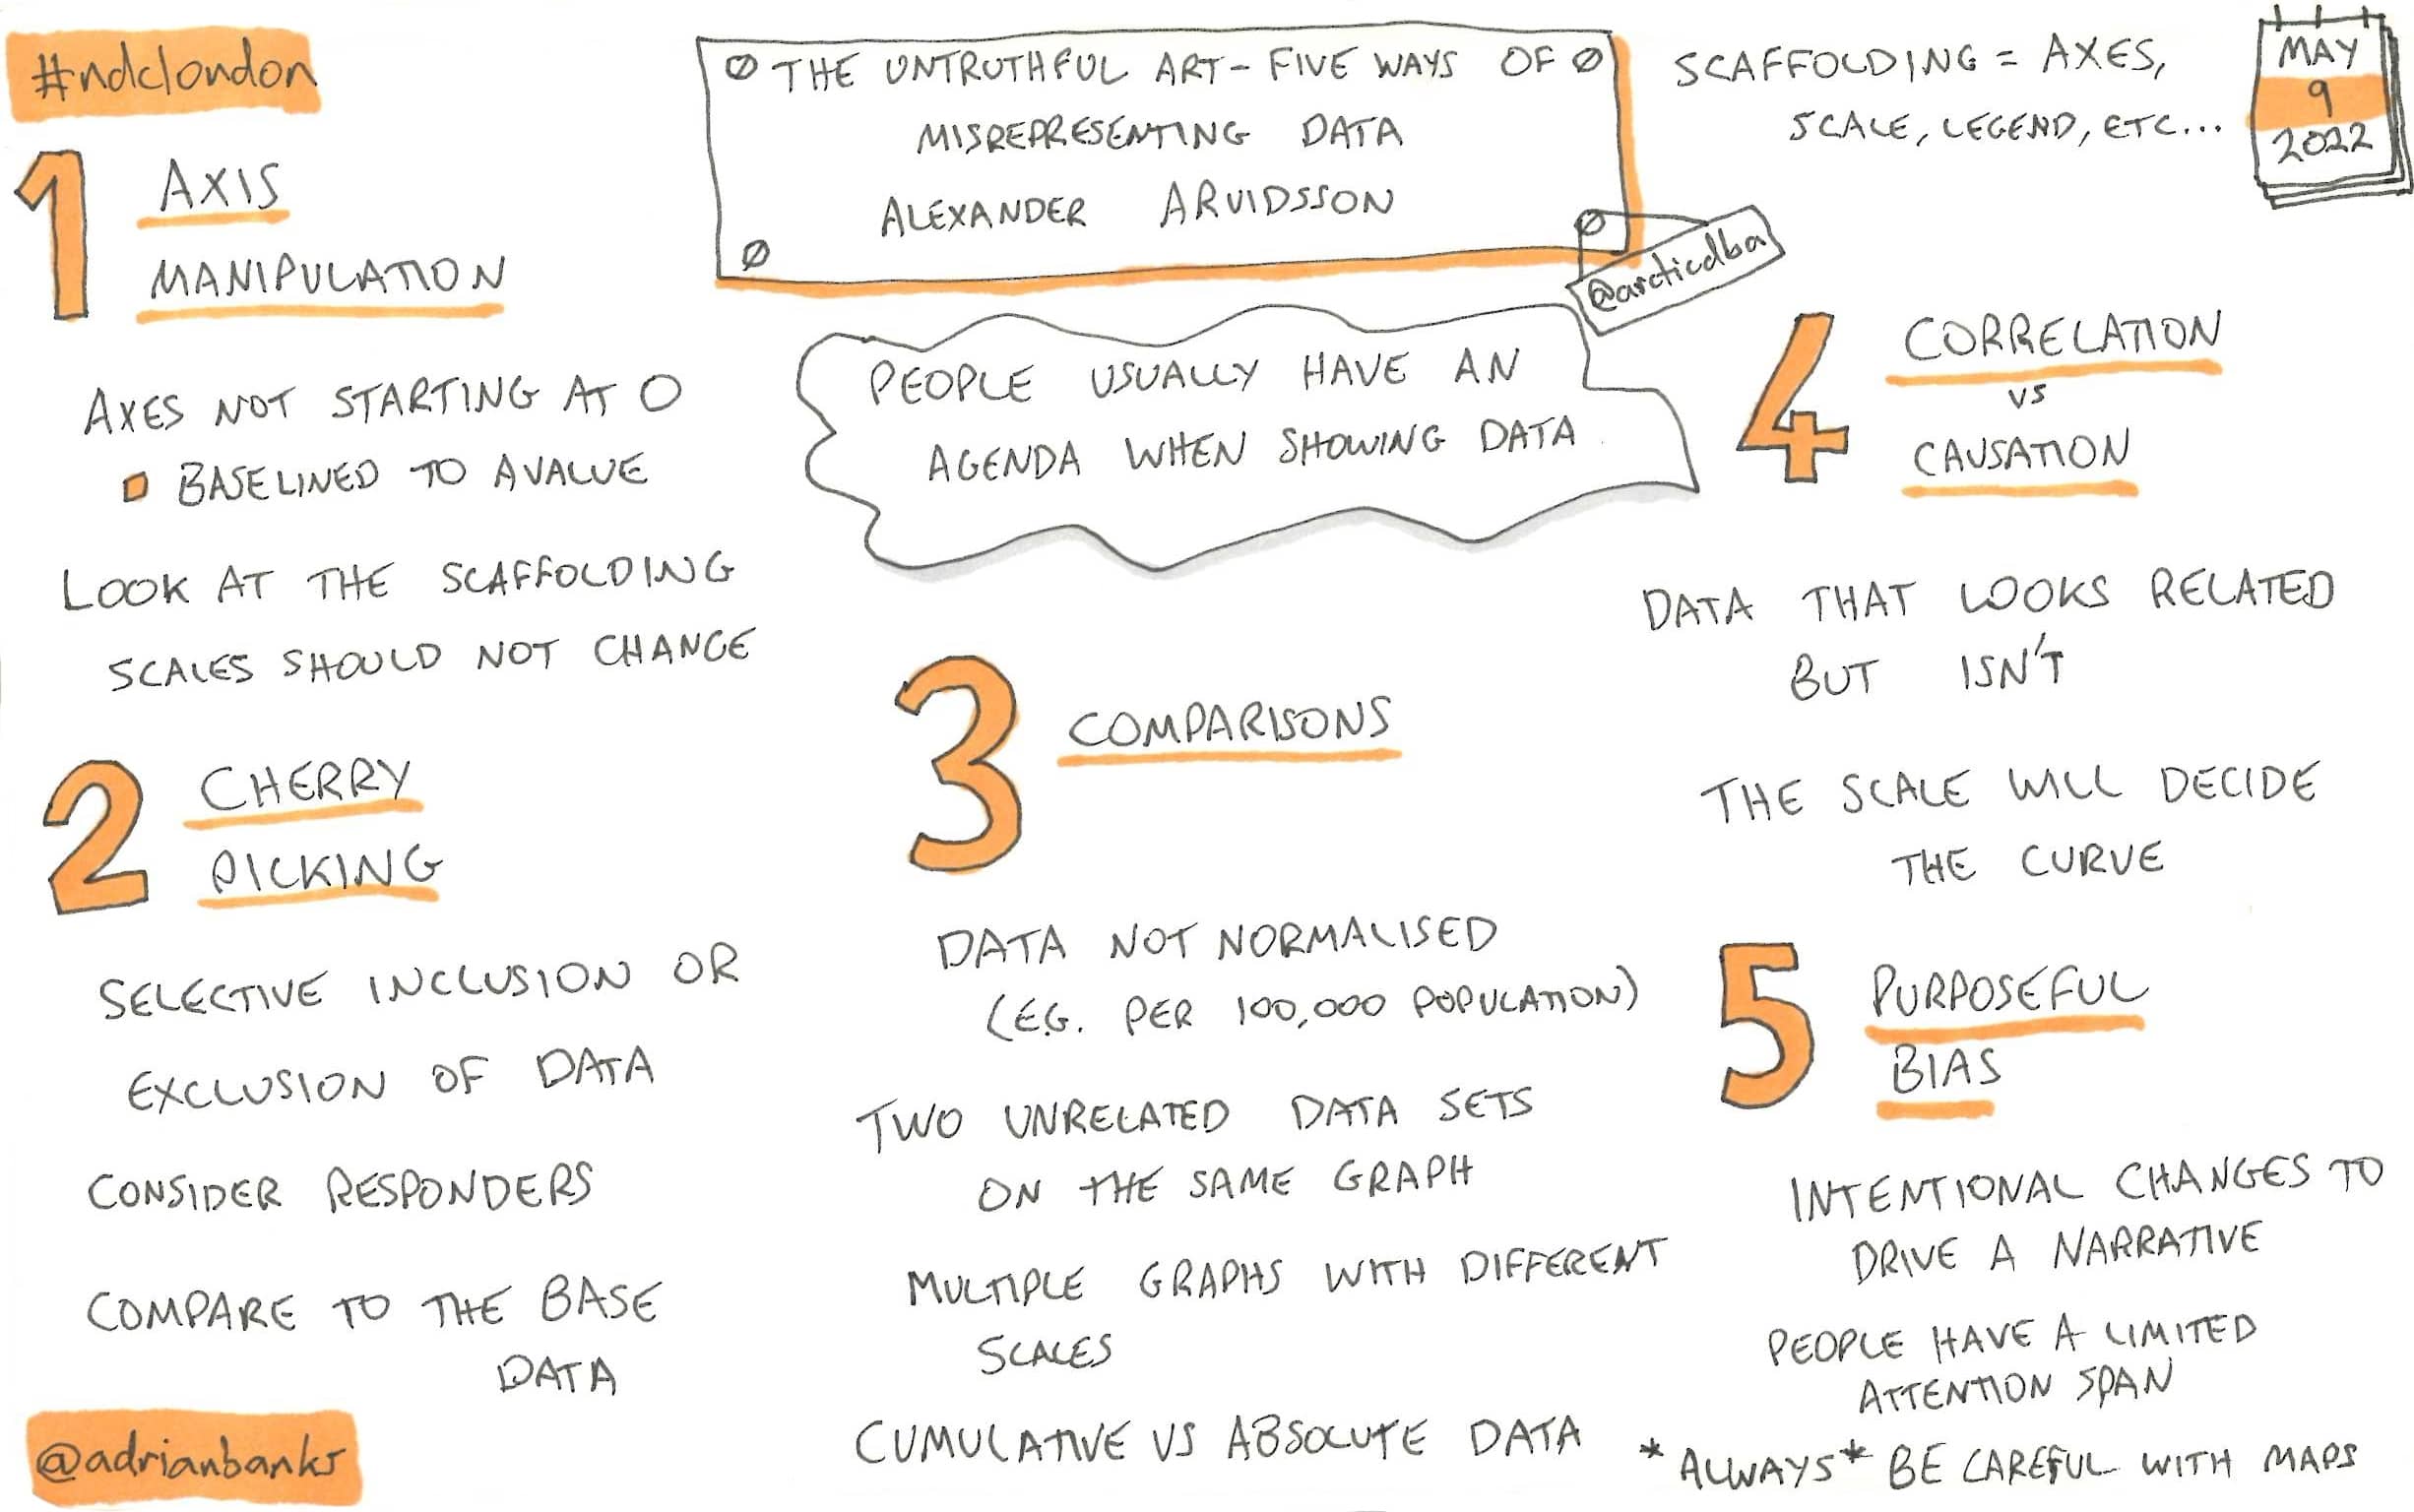 #ndclondon
THE UNTRUTHFUL ART - FIVE WAYS OF
MISREPRESENTING DATA
ALEXANDER ARVIDSSON
@arcticdba
SCAFFOLDING = AXES,
SCALE, LEGEND, ETC...
MAY
9
2022
PEOPLE USUALLY HAVE AN
AGENDA WHEN SHOWING DATA
1
AXIS
MANIPULATION
AXES NOT STARTING AT 0
BASELINED TO A VALUE
LOOK AT THE SCAFFOLDING
SCALES SHOULD NOT CHANGE
2
CHERRY
PICKING
SELECTIVE INCLUSION OR
EXCLUSION OF DATA
CONSIDER RESPONDERS
COMPARE TO THE BASE
DATA
3
COMPARISONS
DATA NOT NORMALISED
(E.G. PER 100,000 POPULATION)
TWO UNRELATED DATA SETS
ON THE SAME GRAPH
MULTIPLE GRAPHS WITH DIFFERENT
SCALES
CUMULATIVE VS ABSOLUTE DATA
4
CORRELATION
VS
CAUSATION
DATA THAT LOOKS RELATED
BUT ISN'T
THE SCALE WILL DECIDE
THE CURVE
5
PURPOSEFUL
BIAS
INTENTIONAL CHANGES TO
DRIVE A NARRATIVE
PEOPLE HAVE A LIMITED
ATTENTION SPAN
*ALWAYS* BE CAREFUL WITH MAPS
@adrianbanks